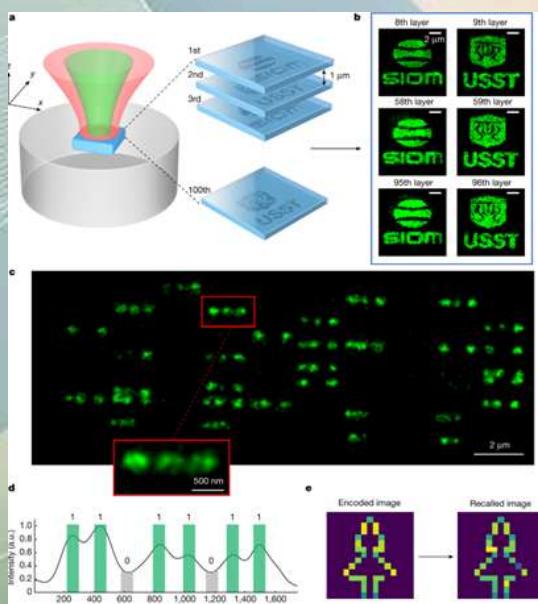 a
b
8th layer 9th layer
1st
2 μm
2nd
1 μm
SIOM USST
z
y
3rd
x
58th layer 59th layer
SIOM USST
100th
95th layer 96th layer
USST
SIOM USST
c
500 nm
2 μm
d
e
1 1 1 1 1 1
Encoded image Recalled image
Intensity (a.u.)
1.0
0.8
0.6
0 0
0.4
0.2
0
200 400 600 800 1,000 1,200 1,400 1,600